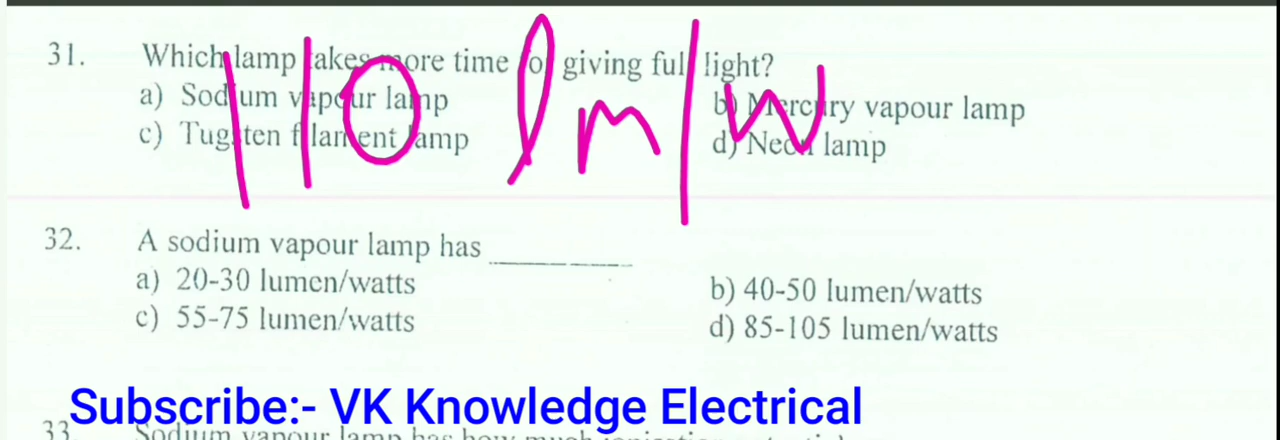 31. Which lamp takes more time for giving full light?
a) Sodium vapour lamp b) Mercury vapour lamp
c) Tugsten filament lamp d) Neon lamp
110 lm/w
32. A sodium vapour lamp has ________
a) 20-30 lumen/watts b) 40-50 lumen/watts
c) 55-75 lumen/watts d) 85-105 lumen/watts
Subscribe:- VK Knowledge Electrical
33. Sodium vapour lamp has how much